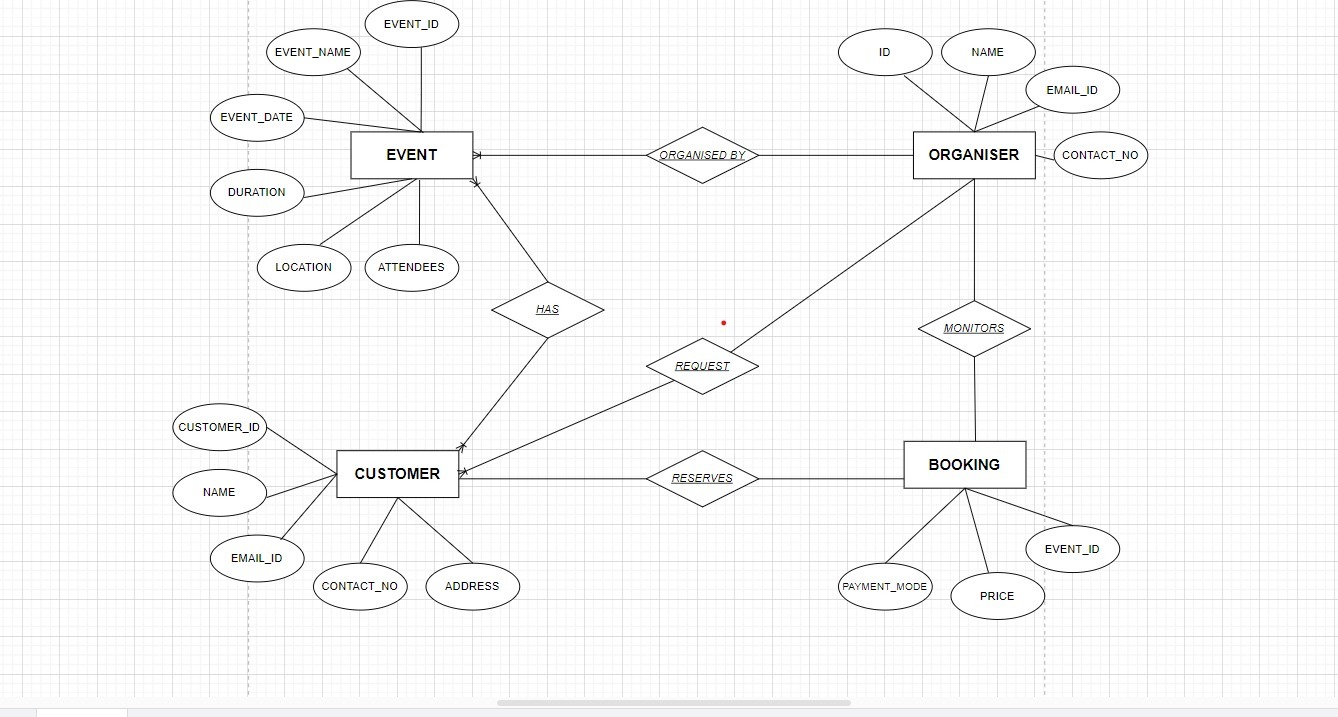 EVENT_ID
EVENT_NAME
EVENT_DATE
EVENT
DURATION
LOCATION
ATTENDEES
ORGANISED BY
ID
NAME
EMAIL_ID
ORGANISER
CONTACT_NO
HAS
REQUEST
MONITORS
CUSTOMER_ID
NAME
CUSTOMER
EMAIL_ID
CONTACT_NO
ADDRESS
RESERVES
BOOKING
PAYMENT_MODE
PRICE
EVENT_ID